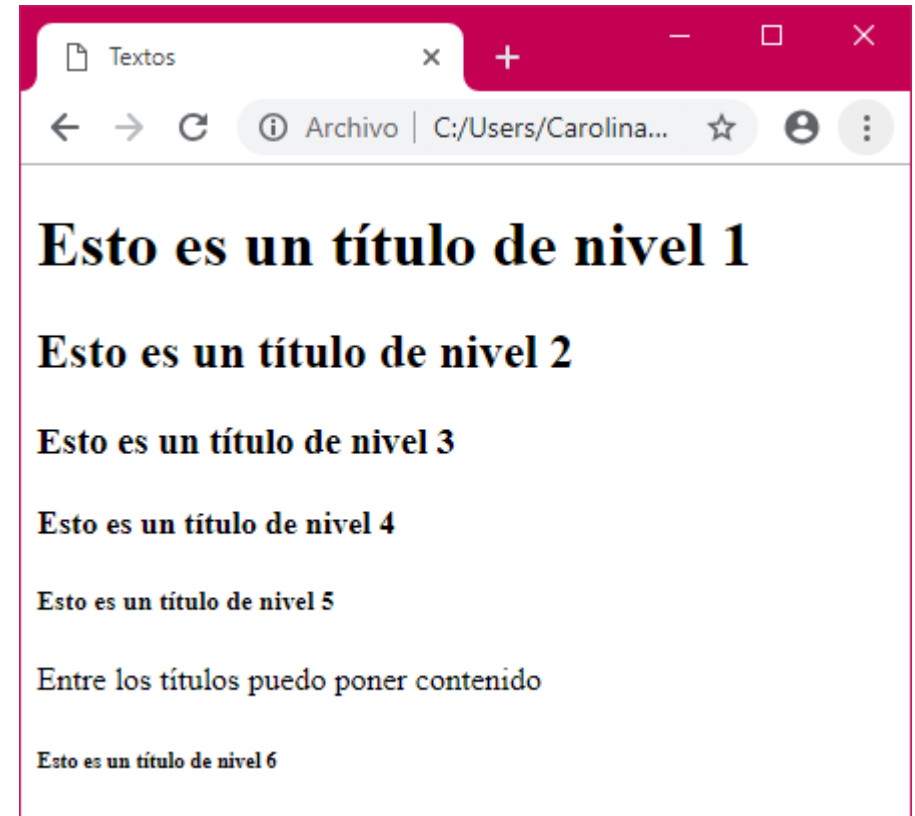 Textos
Archivo C:/Users/Carolina...
Esto es un título de nivel 1
Esto es un título de nivel 2
Esto es un título de nivel 3
Esto es un título de nivel 4
Esto es un título de nivel 5
Entre los títulos puedo poner contenido
Esto es un título de nivel 6